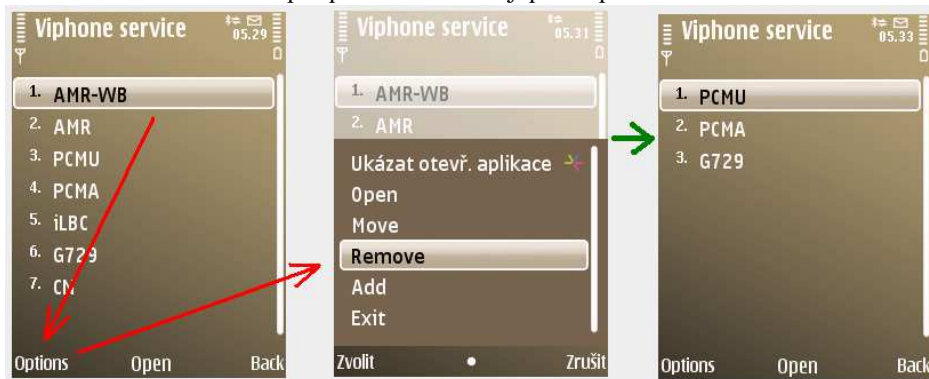 Viphone service
05.29
1. AMR-WB
2. AMR
3. PCMU
4. PCMA
5. iLBC
6. G729
7. CN
Options Open Back
Viphone service
05.31
1. AMR-WB
2. AMR
Ukázat otevř. aplikace
Open
Move
Remove
Add
Exit
Zvolit Zrušit
Viphone service
05.33
1. PCMU
2. PCMA
3. G729
Options Open Back